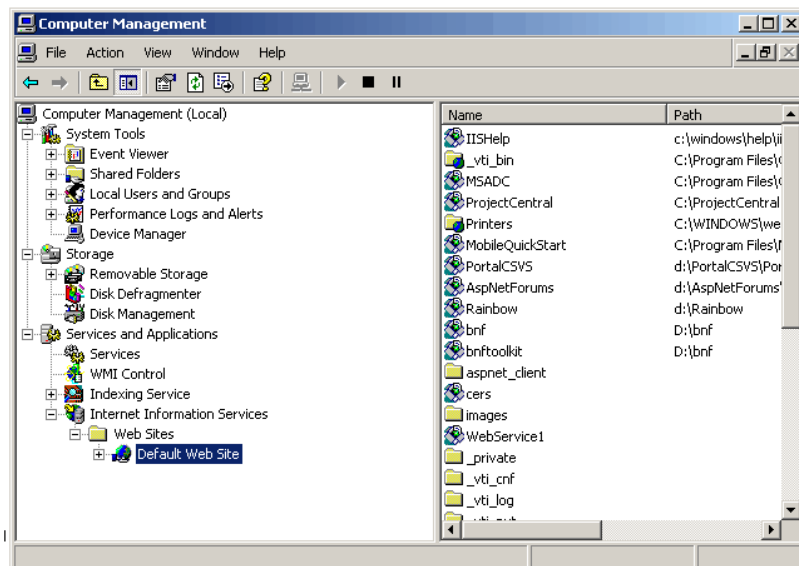 Computer Management
File Action View Window Help
Computer Management (Local)
System Tools
Event Viewer
Shared Folders
Local Users and Groups
Performance Logs and Alerts
Device Manager
Storage
Removable Storage
Disk Defragmenter
Disk Management
Services and Applications
Services
WMI Control
Indexing Service
Internet Information Services
Web Sites
Default Web Site
Name Path
IISHelp c:\windows\help\ii
_vti_bin C:\Program Files\
MSADC C:\Program Files\
ProjectCentral C:\ProjectCentral
Printers C:\WINDOWS\we
MobileQuickStart C:\Program Files\
PortalCSVS d:\PortalCSVS\Por
AspNetForums d:\AspNetForums
Rainbow d:\Rainbow
bnf D:\bnf
bnftoolkit D:\bnf
aspnet_client
cers
images
WebService1
_private
_vti_cnf
_vti_log